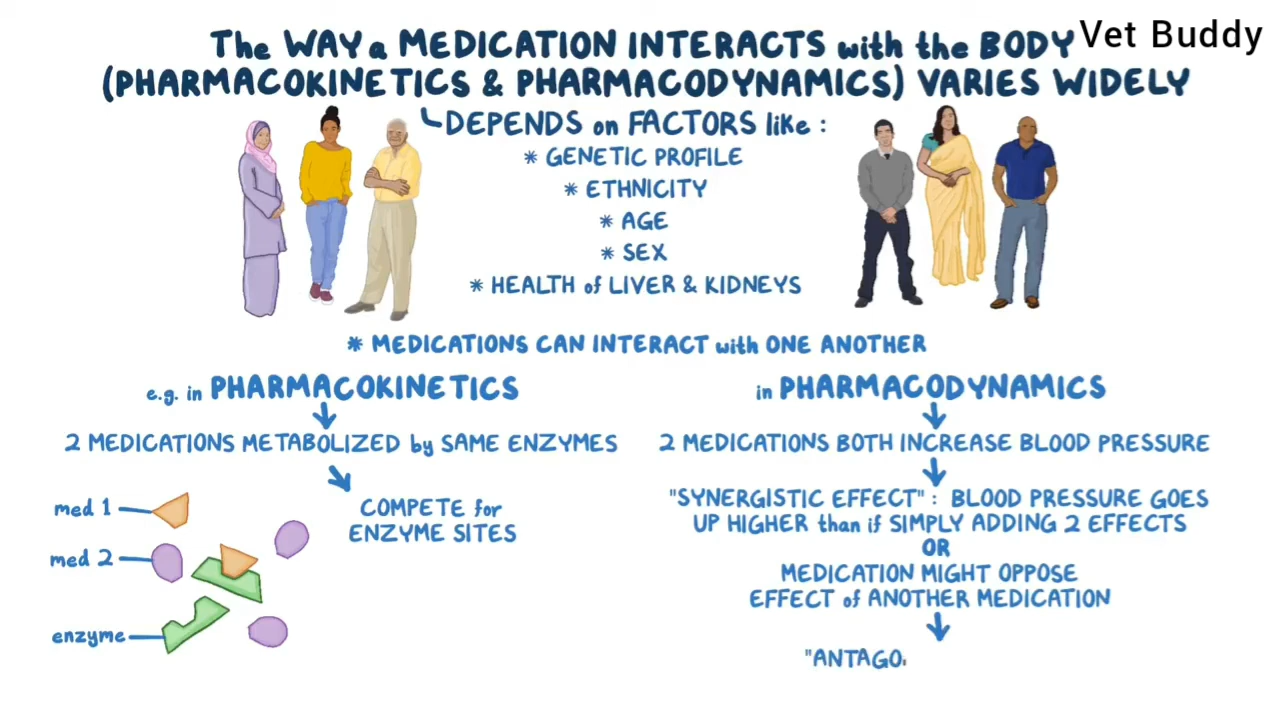 The WAY a MEDICATION INTERACTS with the BODY
Vet Buddy
(PHARMACOKINETICS & PHARMACODYNAMICS) VARIES WIDELY
DEPENDS on FACTORS like :
* GENETIC PROFILE
* ETHNICITY
* AGE
* SEX
* HEALTH of LIVER & KIDNEYS
* MEDICATIONS CAN INTERACT with ONE ANOTHER
e.g. in PHARMACOKINETICS
2 MEDICATIONS METABOLIZED by SAME ENZYMES
COMPETE for
ENZYME SITES
med 1
med 2
enzyme
in PHARMACODYNAMICS
2 MEDICATIONS BOTH INCREASE BLOOD PRESSURE
"SYNERGISTIC EFFECT" : BLOOD PRESSURE GOES
UP HIGHER than if SIMPLY ADDING 2 EFFECTS
OR
MEDICATION MIGHT OPPOSE
EFFECT of ANOTHER MEDICATION
"ANTAGO